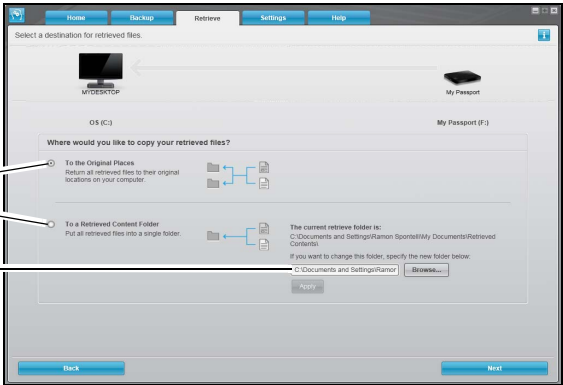 Home
Backup
Retrieve
Settings
Help
Select a destination for retrieved files.
i
MYDESKTOP
My Passport
OS (C:)
My Passport (F:)
Where would you like to copy your retrieved files?
To the Original Places
Return all retrieved files to their original
locations on your computer.
To a Retrieved Content Folder
Put all retrieved files into a single folder.
The current retrieve folder is:
C:\Documents and Settings\Ramon Spontelli\My Documents\Retrieved
Contents\
If you want to change this folder, specify the new folder below:
C:\Documents and Settings\Ramor
Browse...
Apply
Back
Next